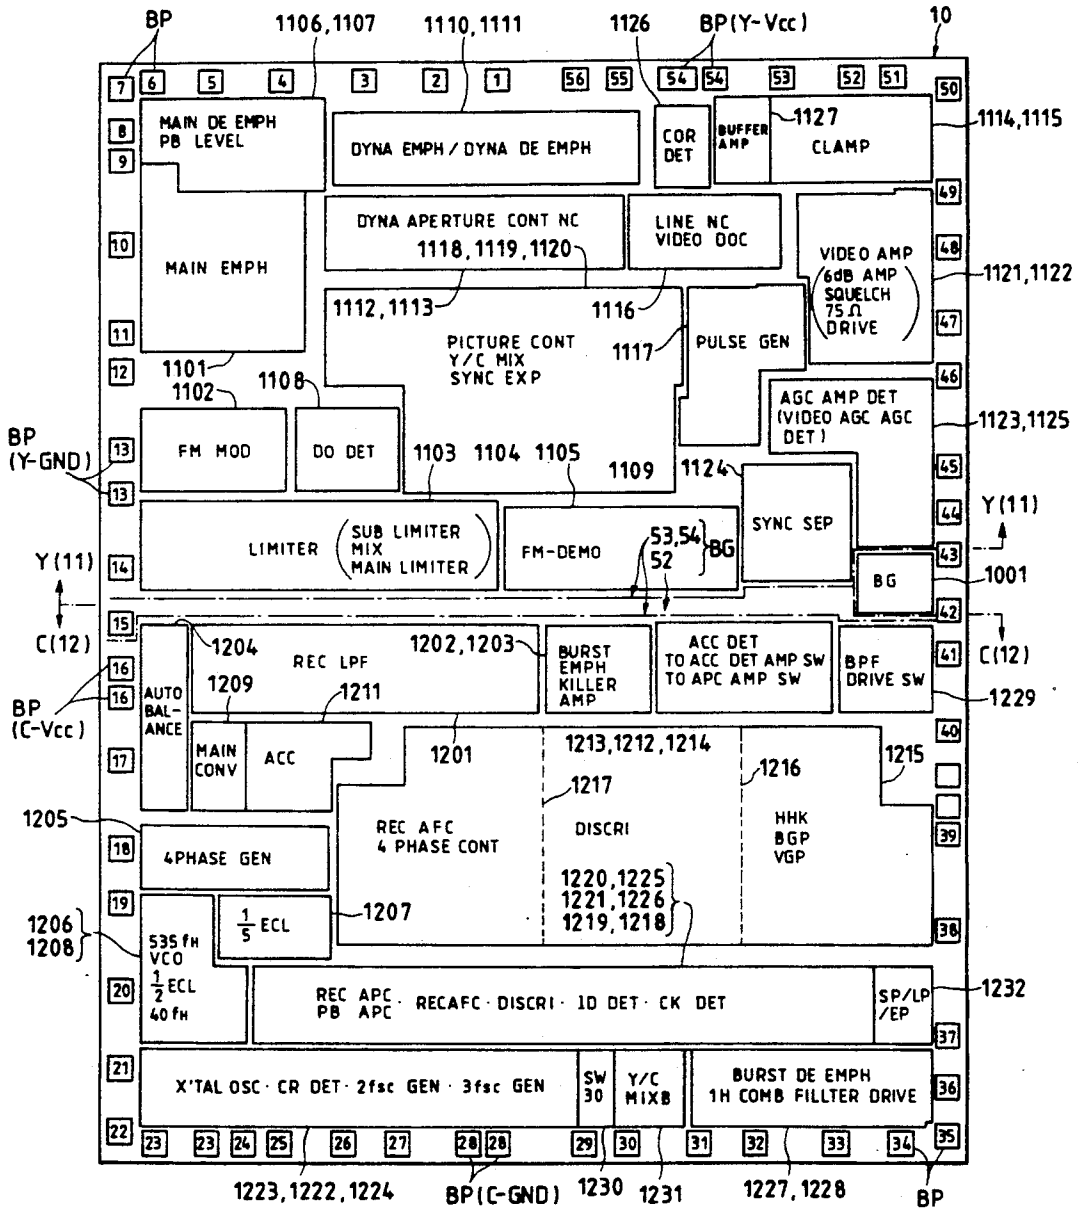 BP
1106,1107
1110,1111
1126
BP(Y-Vcc)
10
7
6
5
4
3
2
1
56
55
54
54
53
52
51
50
8
9
10
11
12
13
13
14
15
16
16
17
18
19
20
21
22
MAIN DE EMPH
PB LEVEL
DYNA EMPH/DYNA DE EMPH
COR
DET
BUFFER
AMP
1127
CLAMP
1114,1115
49
48
47
46
45
44
43
42
41
40
39
38
37
36
35
MAIN EMPH
DYNA APERTURE CONT NC
1118,1119,1120
LINE NC
VIDEO DOC
VIDEO AMP
(6dB AMP
SQUELCH
75Ω
DRIVE)
1121,1122
1112,1113
1116
1117
PULSE GEN
PICTURE CONT
Y/C MIX
SYNC EXP
1101
1102
1108
AGC AMP DET
(VIDEO AGC AGC
DET)
1123,1125
BP
(Y-GND)
FM MOD
DO DET
1103
1104
1105
1109
1124
SYNC SEP
Y(11)
LIMITER
(SUB LIMITER
MIX
MAIN LIMITER)
FM-DEMO
53,54
52
}BG
BG
1001
Y(11)
C(12)
C(12)
1204
REC LPF
1202,1203
BURST
EMPH
KILLER
AMP
ACC DET
TO ACC DET AMP SW
TO APC AMP SW
BPF
DRIVE SW
1229
BP
(C-Vcc)
AUTO
BAL-
ANCE
1209
1211
MAIN
CONV
ACC
1201
1213,1212,1214
1217
1216
1215
1205
4PHASE GEN
REC AFC
4 PHASE CONT
DISCRI
HHK
BGP
VGP
1220,1225
1221,1226
1219,1218
1206
1208
1/5 ECL
1207
535fH
VCO
1/2 ECL
40fH
REC APC · RECAFC · DISCRI · ID DET · CK DET
PB APC
SP/LP
/EP
1232
X'TAL OSC · CR DET · 2fsc GEN · 3fsc GEN
SW
30
Y/C
MIXB
BURST DE EMPH
1H COMB FILLTER DRIVE
23
23
24
25
26
27
28
28
29
30
31
32
33
34
1223,1222,1224
BP(C-GND)
1230
1231
1227,1228
BP